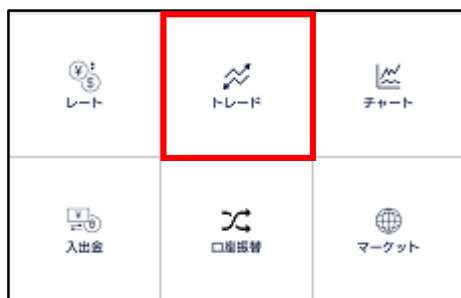 レート
トレード
チャート
入出金
口座振替
マーケット